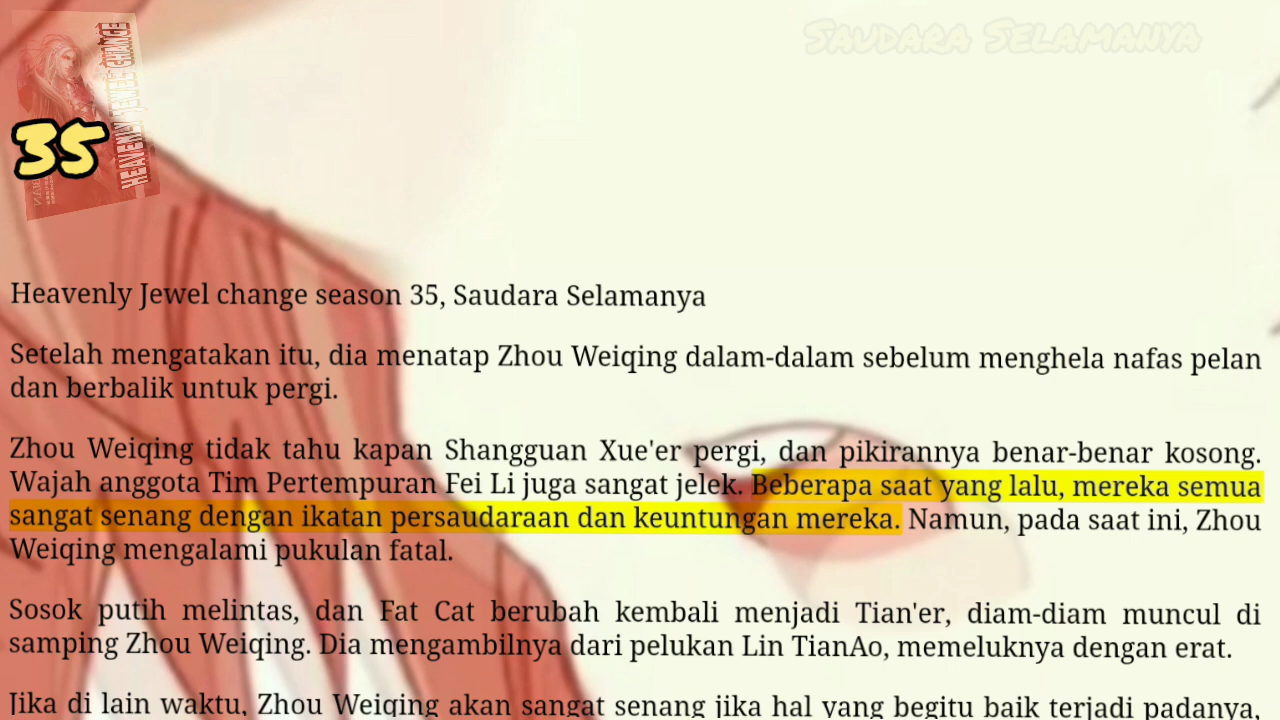 Saudara Selamanya
HEAVENLY JEWEL CHANGE
35
Heavenly Jewel change season 35, Saudara Selamanya
Setelah mengatakan itu, dia menatap Zhou Weiqing dalam-dalam sebelum menghela nafas pelan
dan berbalik untuk pergi.
Zhou Weiqing tidak tahu kapan Shangguan Xue'er pergi, dan pikirannya benar-benar kosong.
Wajah anggota Tim Pertempuran Fei Li juga sangat jelek. Beberapa saat yang lalu, mereka semua
sangat senang dengan ikatan persaudaraan dan keuntungan mereka. Namun, pada saat ini, Zhou
Weiqing mengalami pukulan fatal.
Sosok putih melintas, dan Fat Cat berubah kembali menjadi Tian'er, diam-diam muncul di
samping Zhou Weiqing. Dia mengambilnya dari pelukan Lin TianAo, memeluknya dengan erat.
Jika di lain waktu, Zhou Weiqing akan sangat senang jika hal yang begitu baik terjadi padanya,